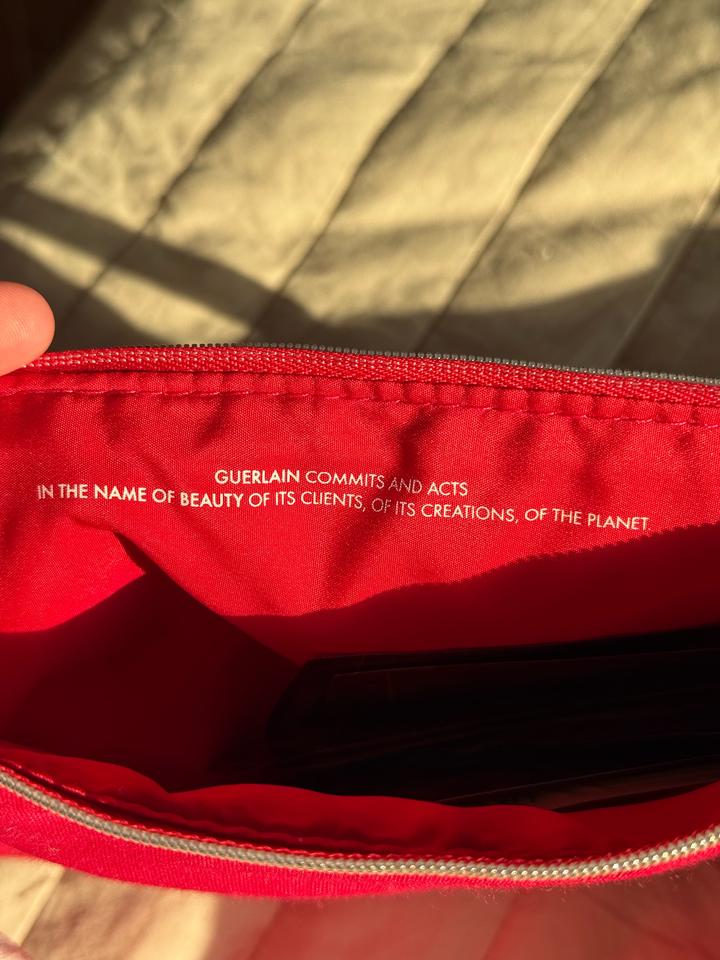 GUERLAIN COMMITS AND ACTS
IN THE NAME OF BEAUTY OF ITS CLIENTS, OF ITS CREATIONS, OF THE PLANET.